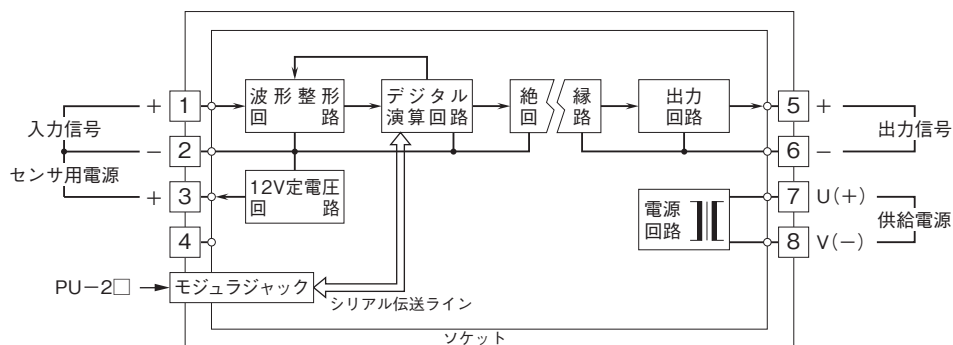 波形整形
回 路
デジタル
演算回路
絶 縁
回 路
出力
回路
+ 1
入力信号
− 2
センサ用電源
+ 3
12V定電圧
回 路
4
5 +
出力信号
6 −
電源
回路
7 U(+)
供給電源
8 V(−)
PU−2□
モジュラジャック
シリアル伝送ライン
ソケット